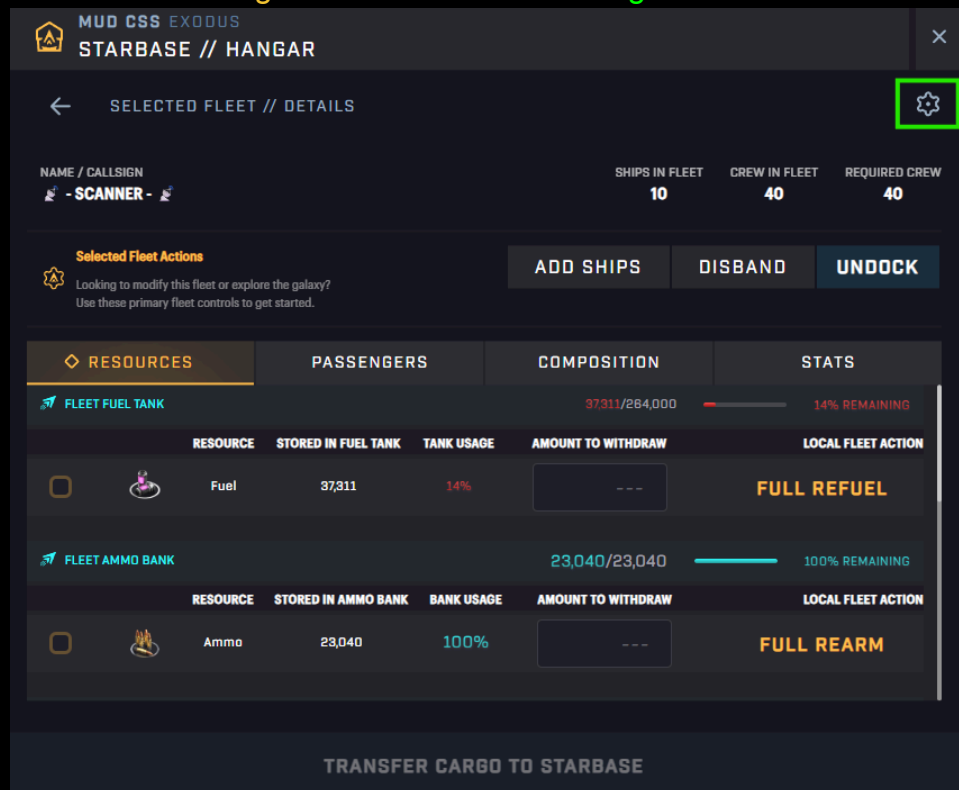 MUD CSS EXODUS
STARBASE // HANGAR
SELECTED FLEET // DETAILS
NAME / CALLSIGN
- SCANNER -
SHIPS IN FLEET
10
CREW IN FLEET
40
REQUIRED CREW
40
Selected Fleet Actions
Looking to modify this fleet or explore the galaxy?
Use these primary fleet controls to get started.
ADD SHIPS
DISBAND
UNDOCK
RESOURCES
PASSENGERS
COMPOSITION
STATS
FLEET FUEL TANK
37,311/264,000
14% REMAINING
RESOURCE STORED IN FUEL TANK TANK USAGE AMOUNT TO WITHDRAW LOCAL FLEET ACTION
Fuel 37,311 14% --- FULL REFUEL
FLEET AMMO BANK
23,040/23,040
100% REMAINING
RESOURCE STORED IN AMMO BANK BANK USAGE AMOUNT TO WITHDRAW LOCAL FLEET ACTION
Ammo 23,040 100% --- FULL REARM
TRANSFER CARGO TO STARBASE